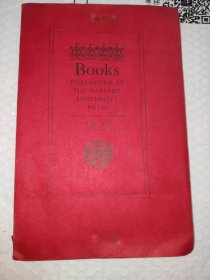 Books
PUBLISHED BY
THE HARVARD
UNIVERSITY
PRESS